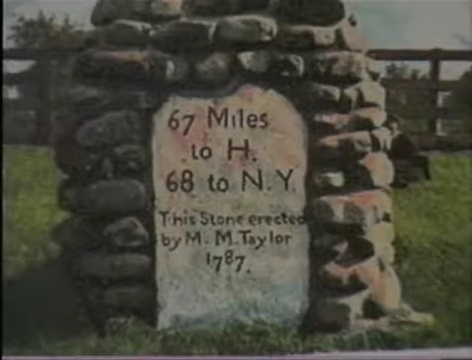 67 Miles
to H.
68 to N.Y.
This Stone erected
by M. M. Taylor
1787.